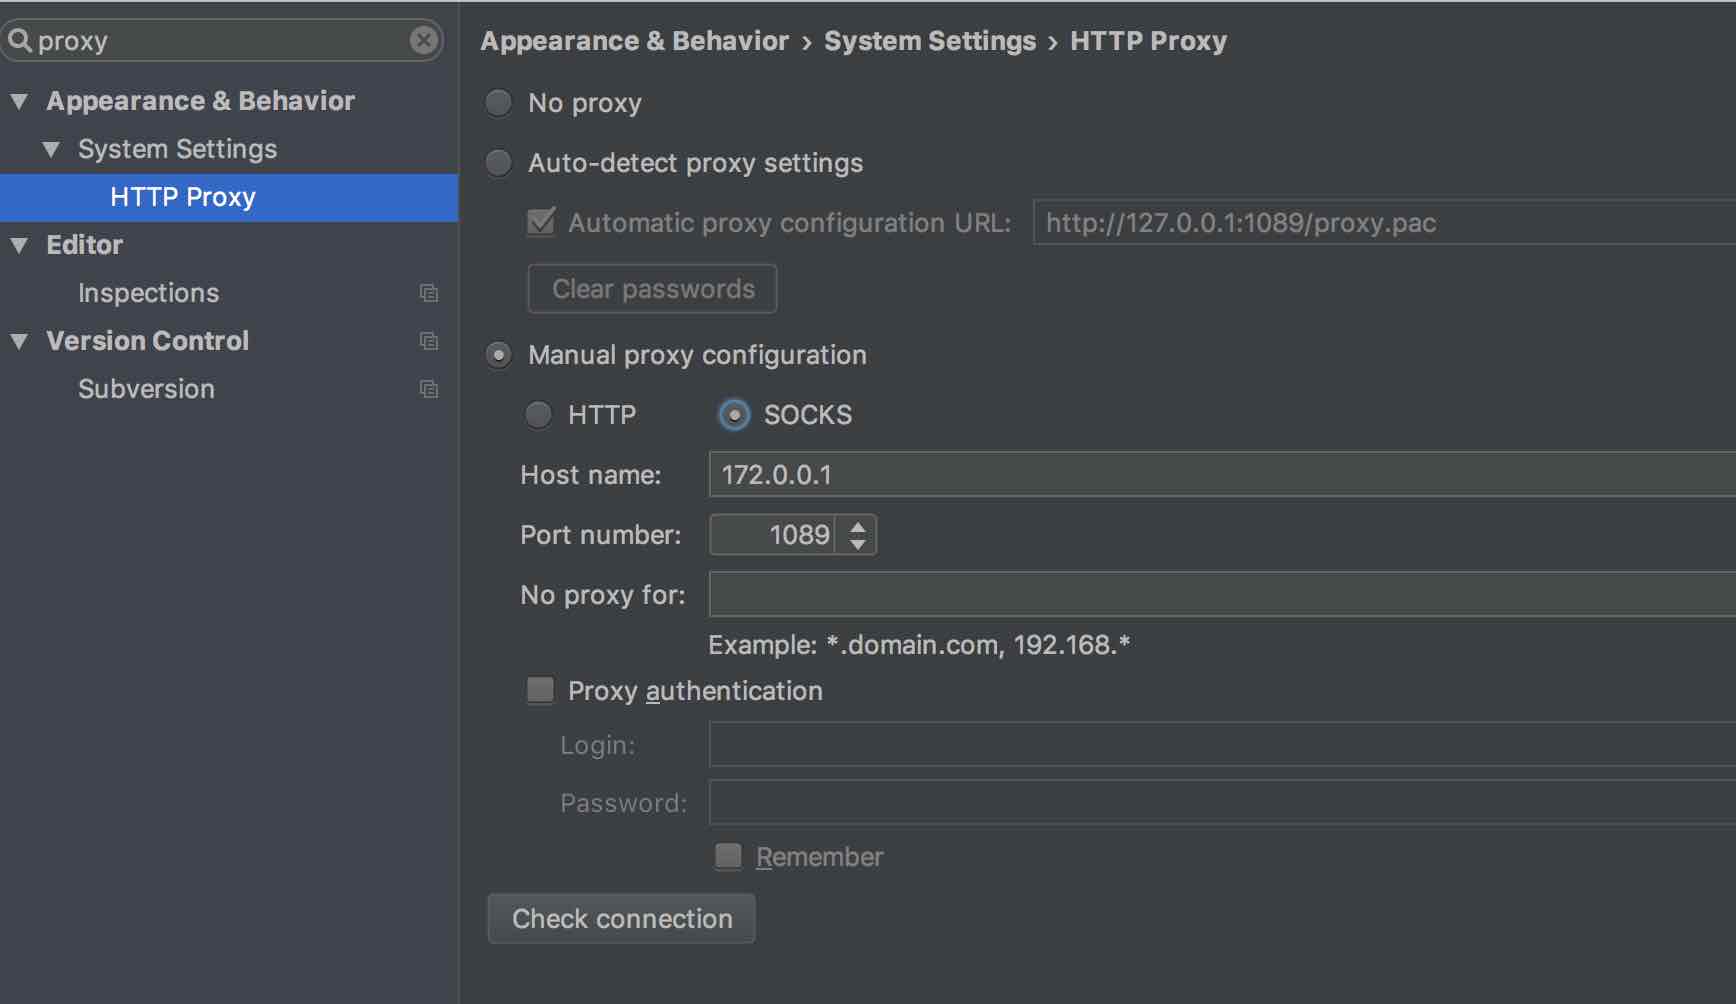 proxy
Appearance & Behavior
System Settings
HTTP Proxy
Editor
Inspections
Version Control
Subversion
Appearance & Behavior › System Settings › HTTP Proxy
No proxy
Auto-detect proxy settings
Automatic proxy configuration URL: http://127.0.0.1:1089/proxy.pac
Clear passwords
Manual proxy configuration
HTTP SOCKS
Host name: 172.0.0.1
Port number: 1089
No proxy for:
Example: *.domain.com, 192.168.*
Proxy authentication
Login:
Password:
Remember
Check connection